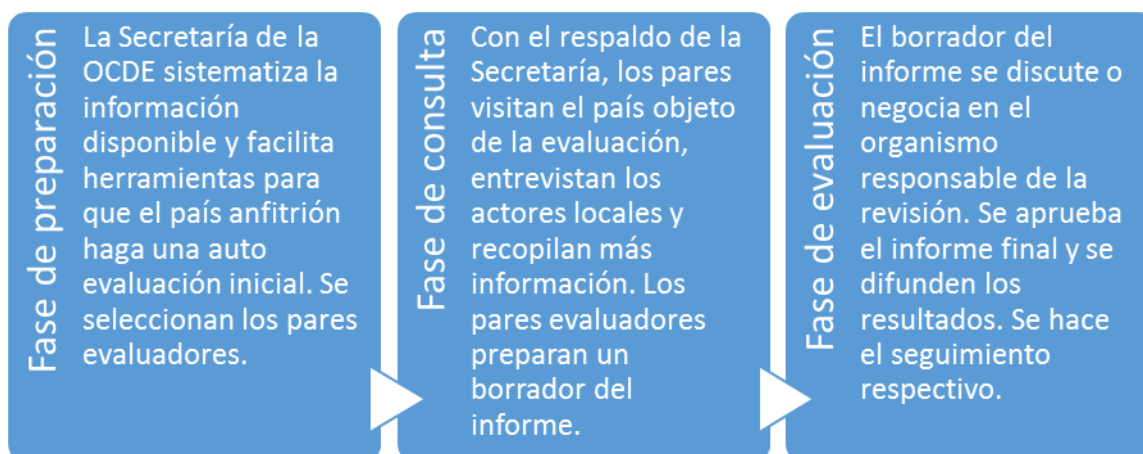 Fase de preparación
La Secretaría de la
OCDE sistematiza la
información
disponible y facilita
herramientas para
que el país anfitrión
haga una auto
evaluación inicial. Se
seleccionan los pares
evaluadores.
Fase de consulta
Con el respaldo de la
Secretaría, los pares
visitan el país objeto
de la evaluación,
entrevistan los
actores locales y
recopilan más
información. Los
pares evaluadores
preparan un
borrador del
informe.
Fase de evaluación
El borrador del
informe se discute o
negocia en el
organismo
responsable de la
revisión. Se aprueba
el informe final y se
difunden los
resultados. Se hace
el seguimiento
respectivo.